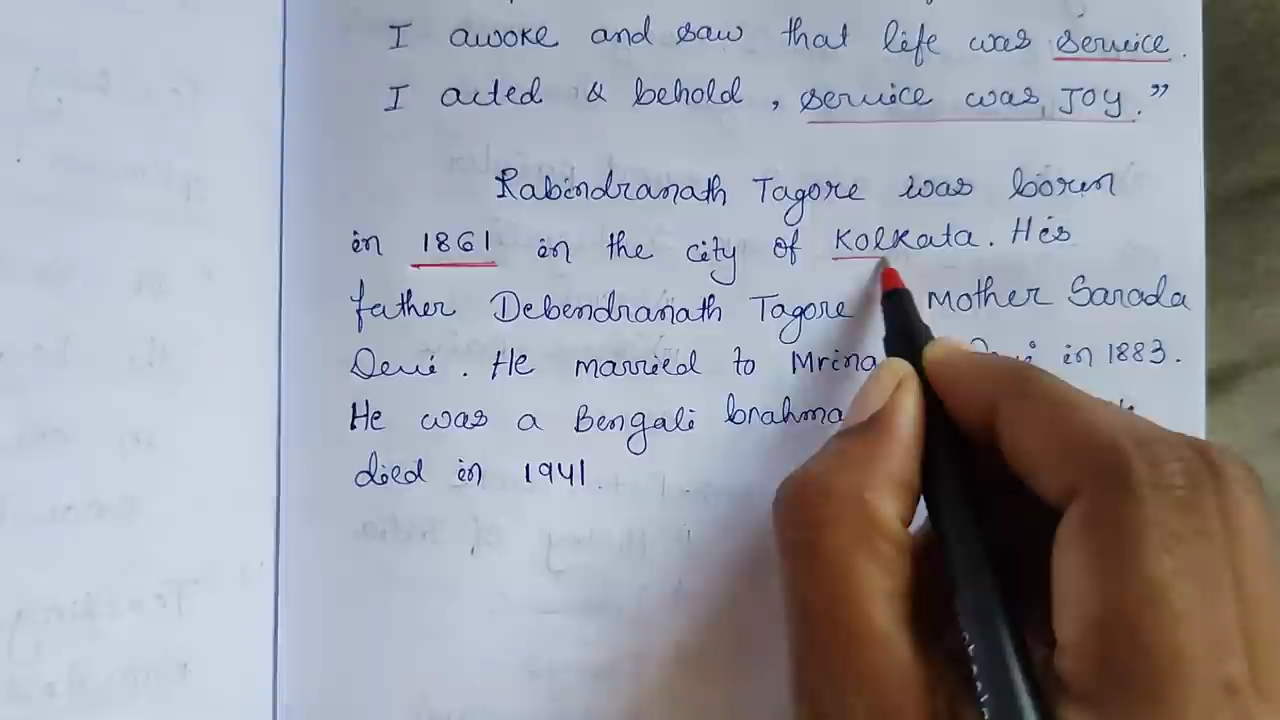 I awoke and saw that life was service.
I acted & behold, service was, Joy."
Rabindranath Tagore was born
in 1861 in the city of Kolkata. His
father Debendranath Tagore Mother Sarada
Devi. He married to in 1883.
He was a Bengali
died in 1941.